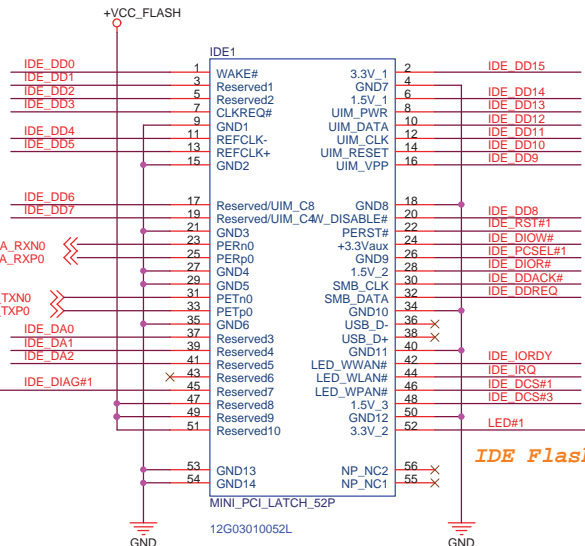 +VCC_FLASH
IDE1
IDE_DD0 1 WAKE# 3.3V_1 2 IDE_DD15
IDE_DD1 3 Reserved1 GND7 4
IDE_DD2 5 Reserved2 1.5V_1 6 IDE_DD14
IDE_DD3 7 CLKREQ# UIM_PWR 8 IDE_DD13
9 GND1 UIM_DATA 10 IDE_DD12
IDE_DD4 11 REFCLK- UIM_CLK 12 IDE_DD11
IDE_DD5 13 REFCLK+ UIM_RESET 14 IDE_DD10
15 GND2 UIM_VPP 16 IDE_DD9
IDE_DD6 17 Reserved/UIM_C8 GND8 18
IDE_DD7 19 Reserved/UIM_C4 W_DISABLE# 20 IDE_DD8
21 GND3 PERST# 22 IDE_RST#1
A_RXN0 23 PERn0 +3.3Vaux 24 IDE_DIOW#
A_RXP0 25 PERp0 GND9 26 IDE_PCSEL#1
27 GND4 1.5V_2 28 IDE_DIOR#
29 GND5 SMB_CLK 30 IDE_DDACK#
_TXN0 31 PETn0 SMB_DATA 32 IDE_DDREQ
_TXP0 33 PETp0 GND10 34
35 GND6 USB_D- 36
IDE_DA0 37 Reserved3 USB_D+ 38
IDE_DA1 39 Reserved4 GND11 40
IDE_DA2 41 Reserved5 LED_WWAN# 42 IDE_IORDY
43 Reserved6 LED_WLAN# 44 IDE_IRQ
IDE_DIAG#1 45 Reserved7 LED_WPAN# 46 IDE_DCS#1
47 Reserved8 1.5V_3 48 IDE_DCS#3
49 Reserved9 GND12 50
51 Reserved10 3.3V_2 52 LED#1
IDE Flash
53 GND13 NP_NC2 56
54 GND14 NP_NC1 55
MINI_PCI_LATCH_52P
12G03010052L
GND GND